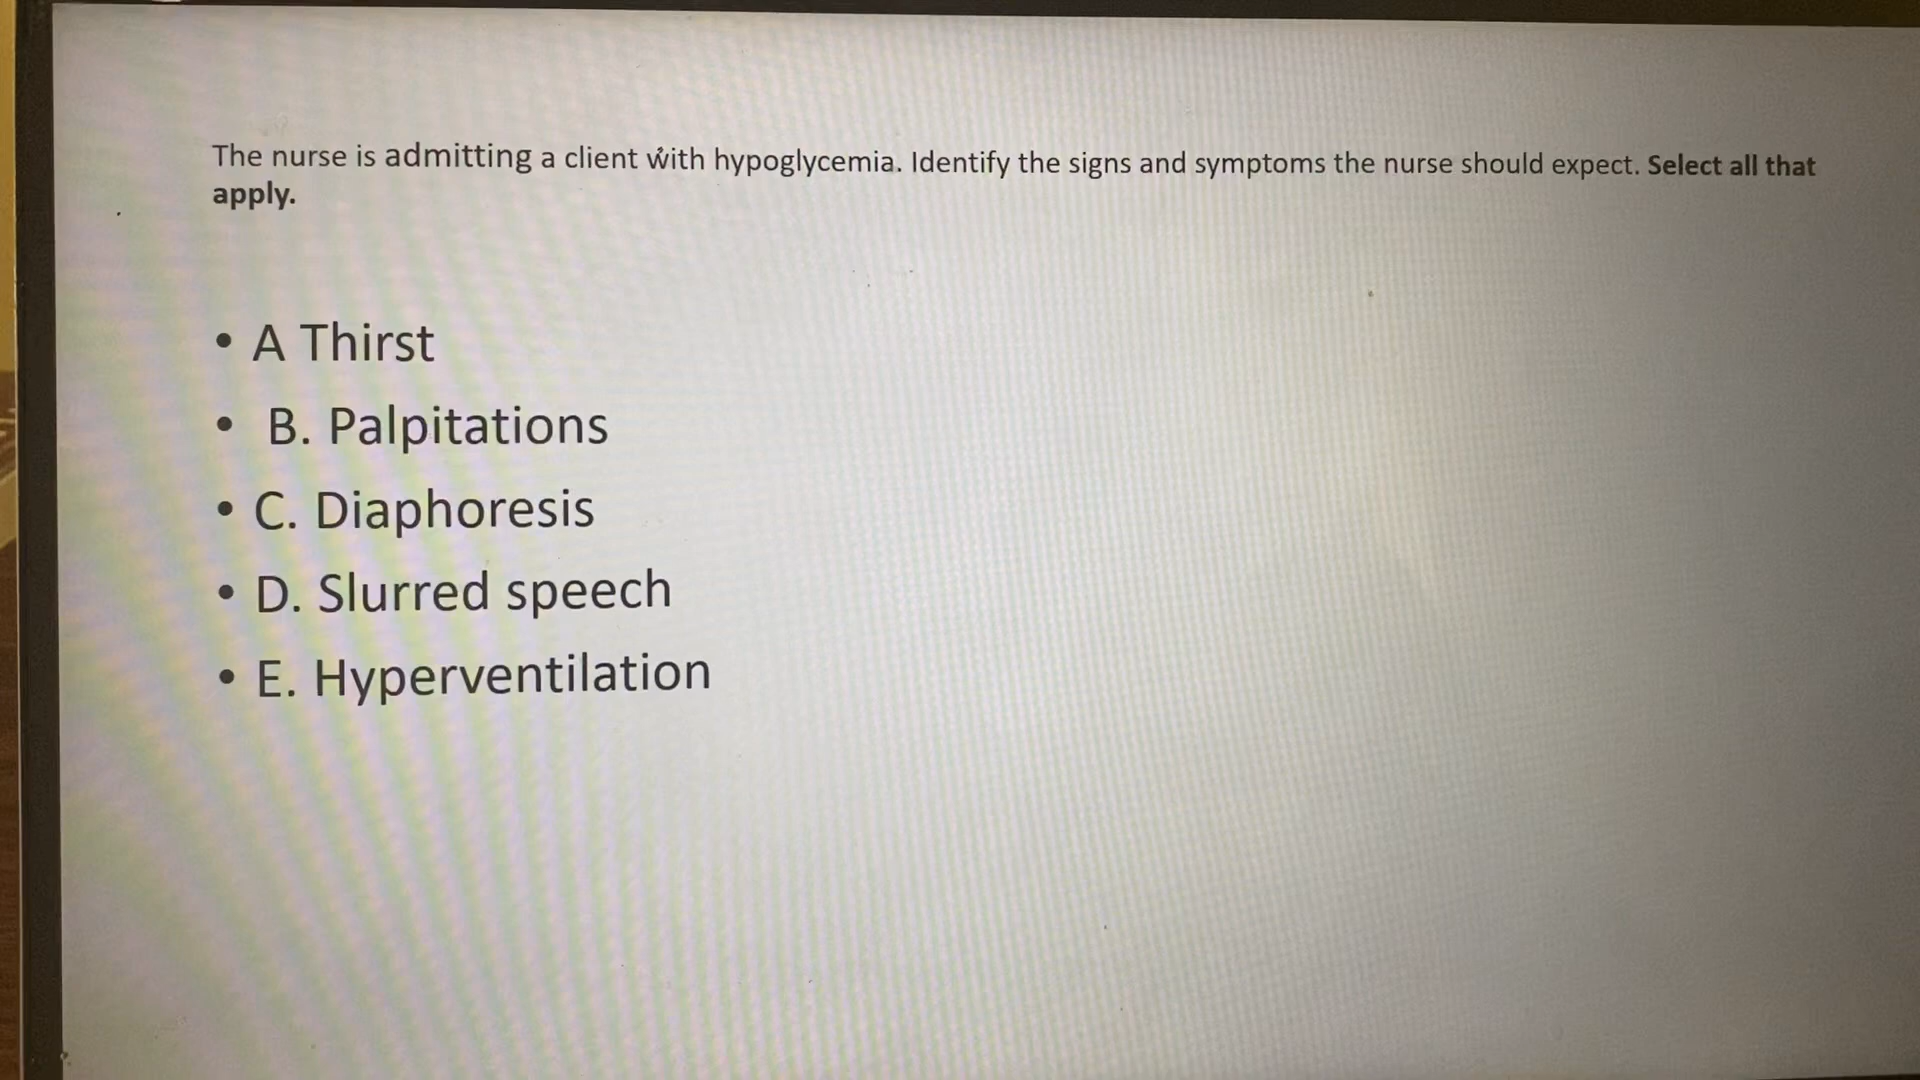 The nurse is admitting a client with hypoglycemia. Identify the signs and symptoms the nurse should expect. Select all that
apply.
• A Thirst
• B. Palpitations
• C. Diaphoresis
• D. Slurred speech
• E. Hyperventilation